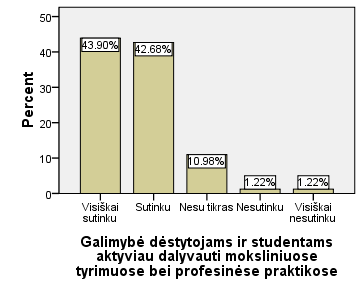 50
40
30
20
10
0
Percent
43.90%
42.68%
10.98%
1.22%
1.22%
Visiškai sutinku
Sutinku
Nesu tikras
Nesutinku
Visiškai nesutinku
Galimybė dėstytojams ir studentams
aktyviau dalyvauti moksliniuose
tyrimuose bei profesinėse praktikose